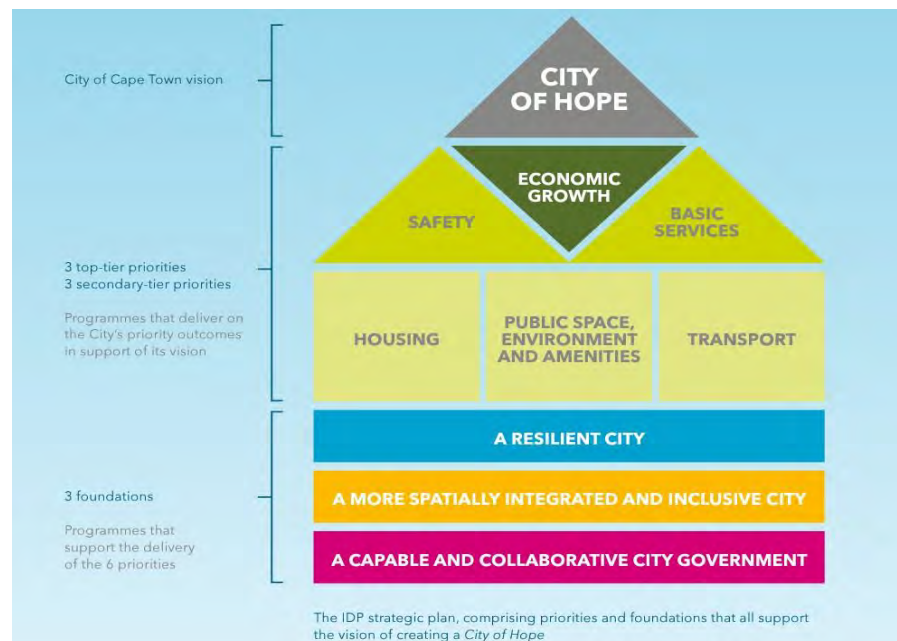 City of Cape Town vision
CITY
OF HOPE
ECONOMIC
GROWTH
SAFETY
BASIC
SERVICES
3 top-tier priorities
3 secondary-tier priorities
Programmes that deliver on
the City's priority outcomes
in support of its vision
HOUSING
PUBLIC SPACE,
ENVIRONMENT
AND AMENITIES
TRANSPORT
A RESILIENT CITY
3 foundations
Programmes that
support the delivery
of the 6 priorities
A MORE SPATIALLY INTEGRATED AND INCLUSIVE CITY
A CAPABLE AND COLLABORATIVE CITY GOVERNMENT
The IDP strategic plan, comprising priorities and foundations that all support
the vision of creating a City of Hope